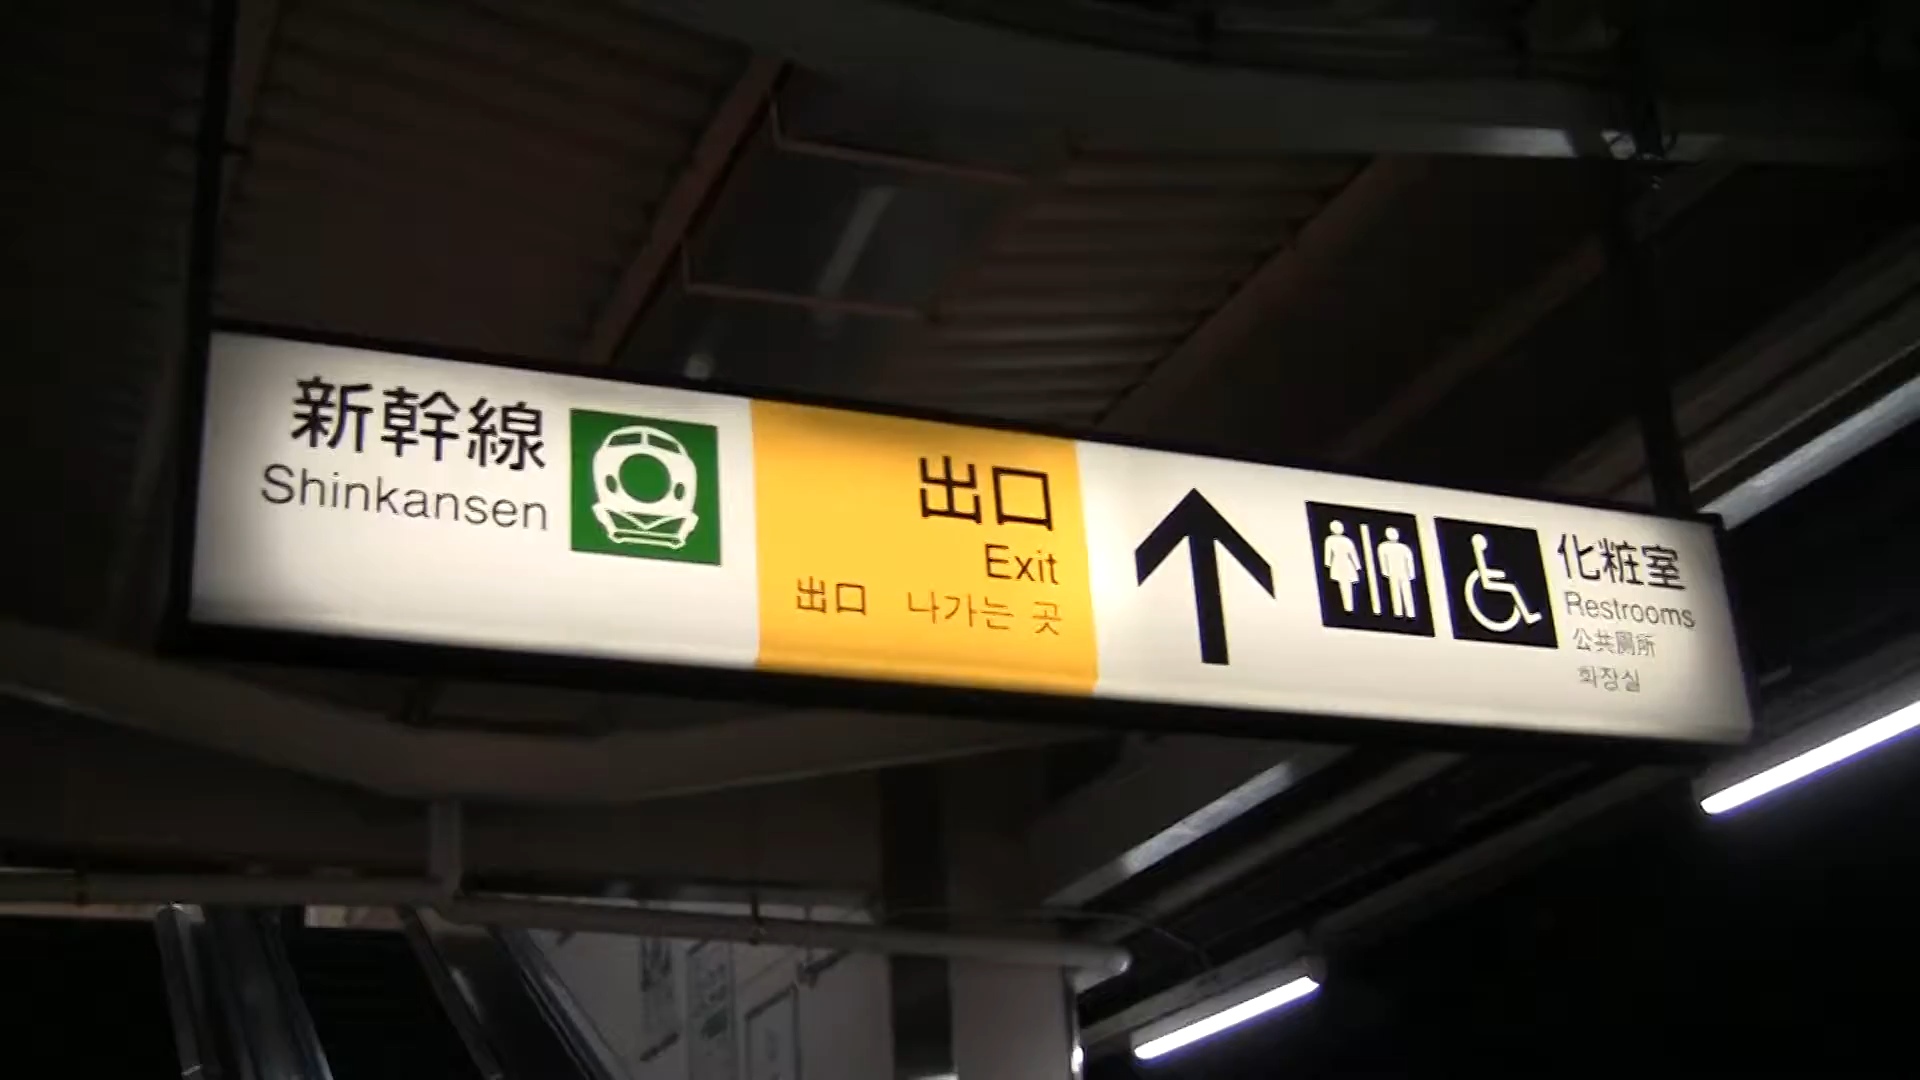 新幹線
Shinkansen
出口
Exit
出口 나가는 곳
化粧室
Restrooms
公共厕所
화장실